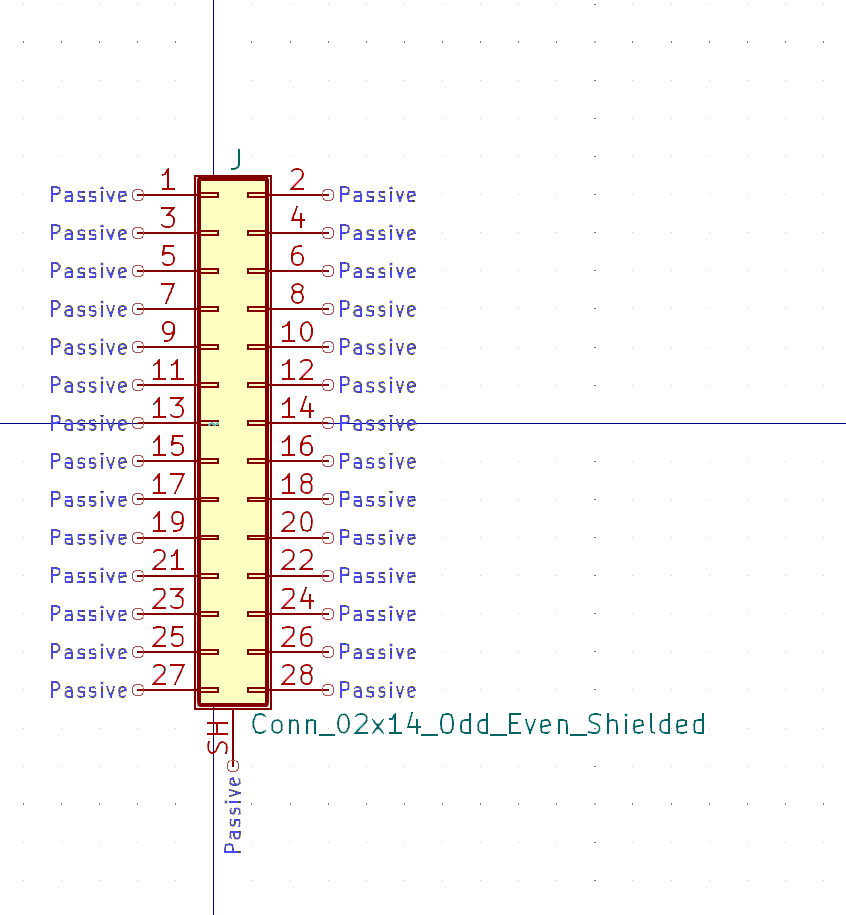 J
Passive 1 2 Passive
Passive 3 4 Passive
Passive 5 6 Passive
Passive 7 8 Passive
Passive 9 10 Passive
Passive 11 12 Passive
Passive 13 14 Passive
Passive 15 16 Passive
Passive 17 18 Passive
Passive 19 20 Passive
Passive 21 22 Passive
Passive 23 24 Passive
Passive 25 26 Passive
Passive 27 28 Passive
SH
Conn_02x14_Odd_Even_Shielded
Passive